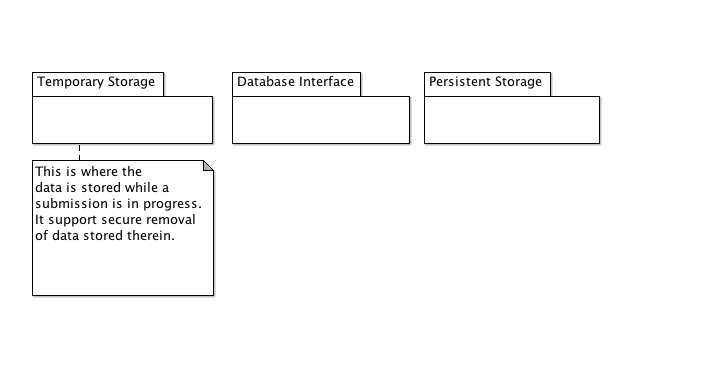 Temporary Storage
Database Interface
Persistent Storage
This is where the
data is stored while a
submission is in progress.
It support secure removal
of data stored therein.